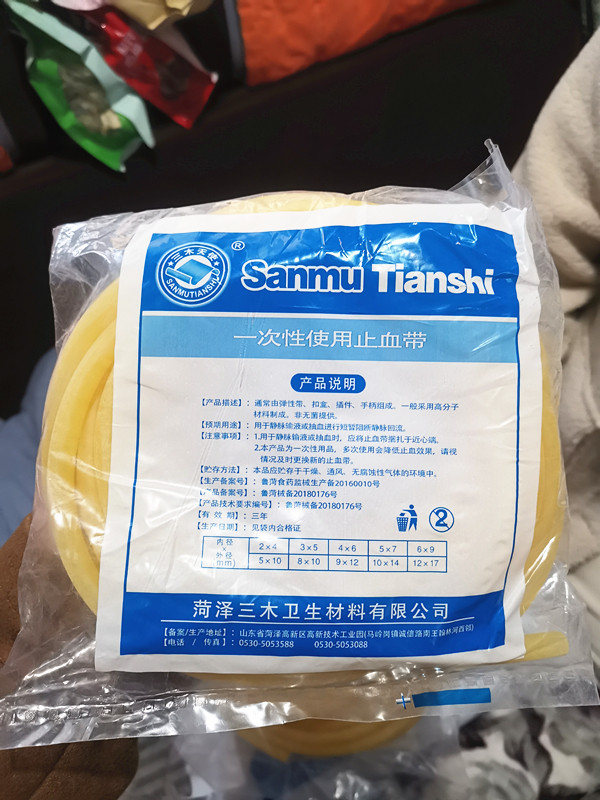 三木天使
SANMUTIANSHI
®
Sanmu Tianshi
一次性使用止血带
产品说明
【产品描述】：通常由弹性带、扣盒、插件、手柄组成。一般采用高分子
材料制成。非无菌提供。
【预期用途】：用于静脉输液或抽血进行短暂阻断静脉回流。
【注意事项】：1.用于静脉输液或抽血时，应将止血带绷扎于近心端。
2.本产品为一次性用品，多次使用会降低止血效果，请视
情况及时更换新的止血带。
【贮存方法】：本品应贮存于干燥、通风、无腐蚀性气体的环境中。
【生产备案号】：鲁菏食药监械生产备20160010号
【产品备案号】：鲁菏械备20180176号
【产品技术要求编号】：鲁菏械备20180176号
【有 效 期】：三年
【生产日期】：见袋内合格证
内径 × 外径 mm)
2×4 3×5 4×6 5×7 6×9
5×10 8×10 9×12 10×14 12×17
菏泽三木卫生材料有限公司
【备案/生产地址】：山东省菏泽高新区高新技术工业园(马岭岗镇诚信路南王翰林河西邻)
【电话 / 传真】：0530-5053588 0530-5053088